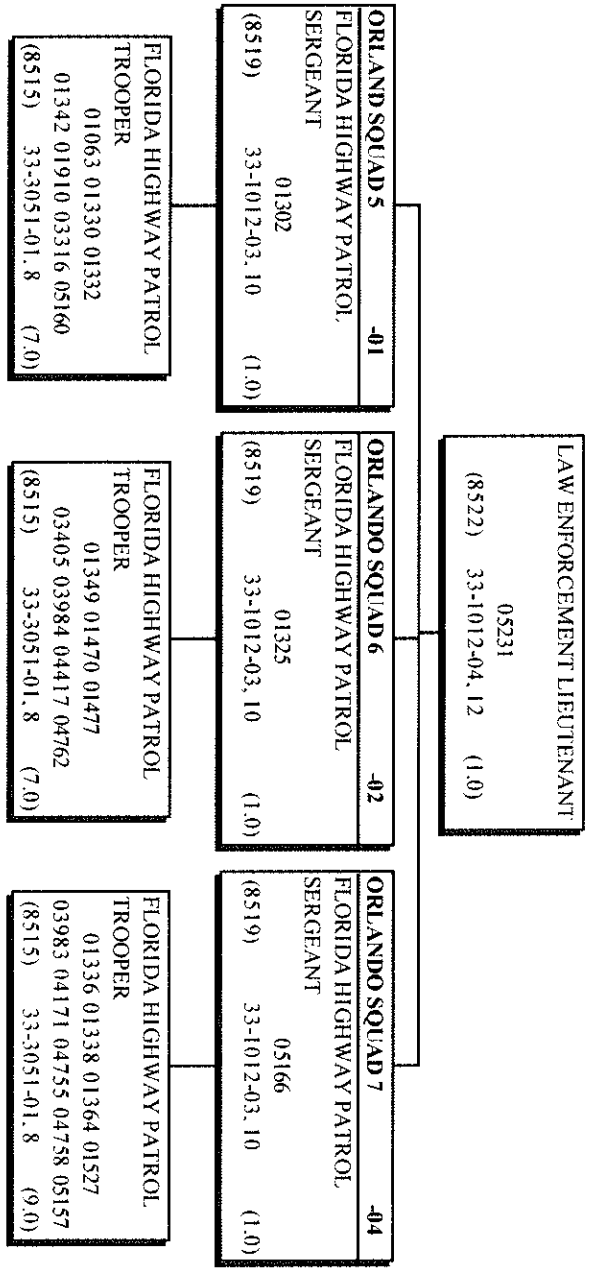 LAW ENFORCEMENT LIEUTENANT
05231
(8522) 33-1012-04, 12 (1.0)
ORLAND SQUAD 5 -01
FLORIDA HIGHWAY PATROL
SERGEANT
01302
(8519) 33-1012-03, 10 (1.0)
FLORIDA HIGHWAY PATROL
TROOPER
01063 01330 01332
01342 01910 03316 05160
(8515) 33-3051-01, 8 (7.0)
ORLANDO SQUAD 6 -02
FLORIDA HIGHWAY PATROL
SERGEANT
01325
(8519) 33-1012-03, 10 (1.0)
FLORIDA HIGHWAY PATROL
TROOPER
01349 01470 01477
03405 03984 04417 04762
(8515) 33-3051-01, 8 (7.0)
ORLANDO SQUAD 7 -04
FLORIDA HIGHWAY PATROL
SERGEANT
05166
(8519) 33-1012-03, 10 (1.0)
FLORIDA HIGHWAY PATROL
TROOPER
01336 01338 01364 01527
03983 04171 04755 04758 05157
(8515) 33-3051-01, 8 (9.0)